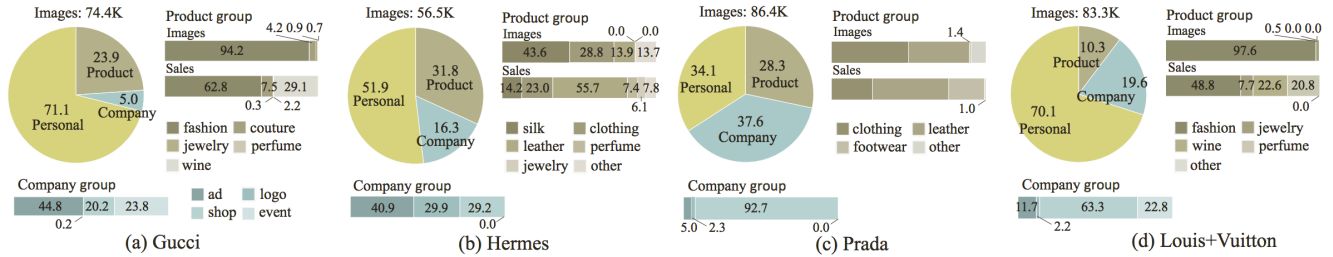 Images: 74.4K
23.9
Product
5.0
Company
71.1
Personal
Product group
Images
4.2 0.9 0.7
94.2
Sales
62.8 7.5 29.1
0.3 2.2
fashion couture
jewelry perfume
wine
Company group
44.8 20.2 23.8
0.2
ad logo
shop event
(a) Gucci
Images: 56.5K
31.8
Product
51.9
Personal
16.3
Company
Product group
Images
0.0 0.0
43.6 28.8 13.9 13.7
Sales
14.2 23.0 55.7 7.4 7.8
6.1
silk clothing
leather perfume
jewelry other
Company group
40.9 29.9 29.2
0.0
(b) Hermes
Images: 86.4K
34.1
Personal
28.3
Product
37.6
Company
Product group
Images
1.4
Sales
1.0
clothing leather
footwear other
Company group
92.7
5.0 2.3 0.0
(c) Prada
Images: 83.3K
10.3
Product
19.6
Company
70.1
Personal
Product group
Images
0.5 0.0 0.0
97.6
Sales
48.8 7.7 22.6 20.8
0.0
fashion jewelry
wine perfume
other
Company group
11.7 63.3 22.8
2.2
(d) Louis+Vuitton